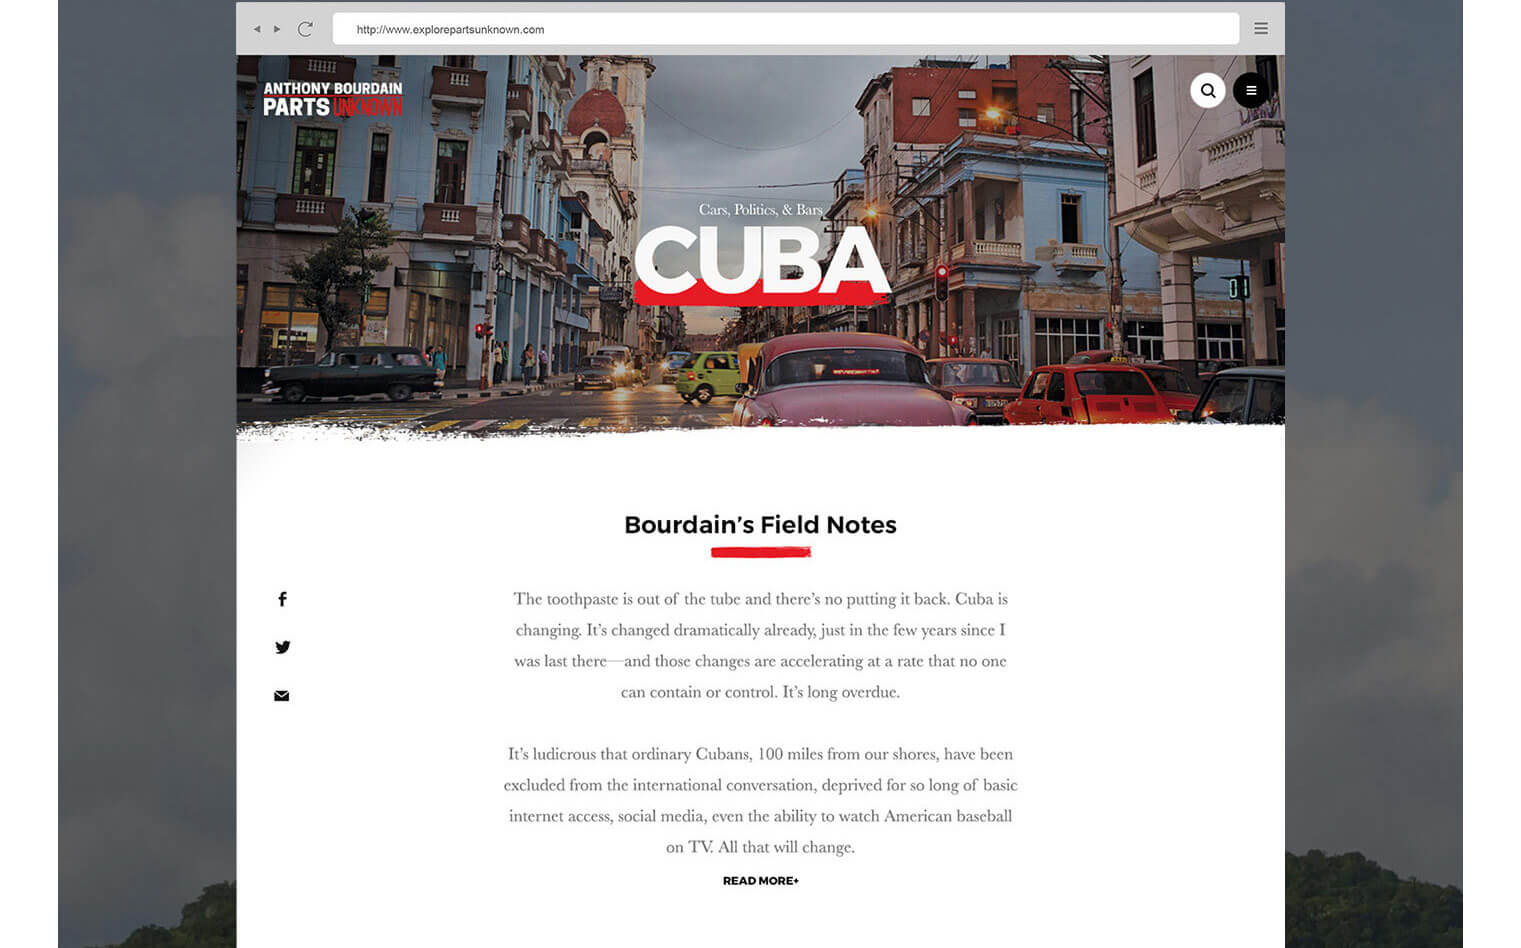 http://www.explorepartsunknown.com
ANTHONY BOURDAIN
PARTS UNKNOWN
Cars, Politics, & Bars
CUBA
Bourdain’s Field Notes
The toothpaste is out of the tube and there’s no putting it back. Cuba is
changing. It’s changed dramatically already, just in the few years since I
was last there—and those changes are accelerating at a rate that no one
can contain or control. It’s long overdue.
It’s ludicrous that ordinary Cubans, 100 miles from our shores, have been
excluded from the international conversation, deprived for so long of basic
internet access, social media, even the ability to watch American baseball
on TV. All that will change.
READ MORE+